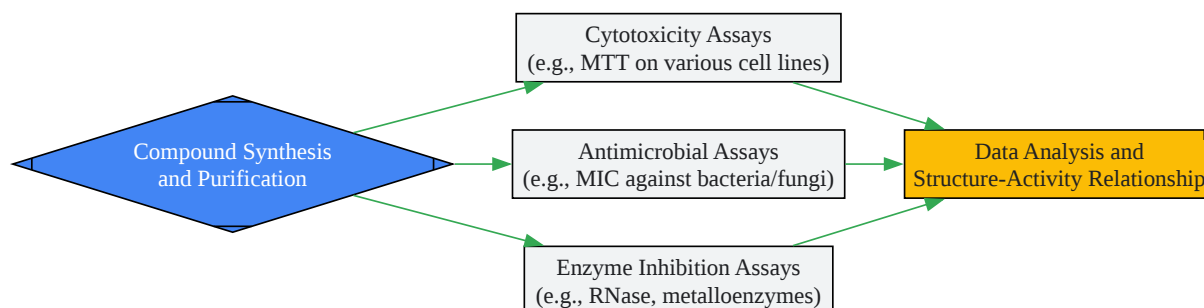 Cytotoxicity Assays
(e.g., MTT on various cell lines)
Compound Synthesis
and Purification
Antimicrobial Assays
(e.g., MIC against bacteria/fungi)
Data Analysis and
Structure-Activity Relationship
Enzyme Inhibition Assays
(e.g., RNase, metalloenzymes)